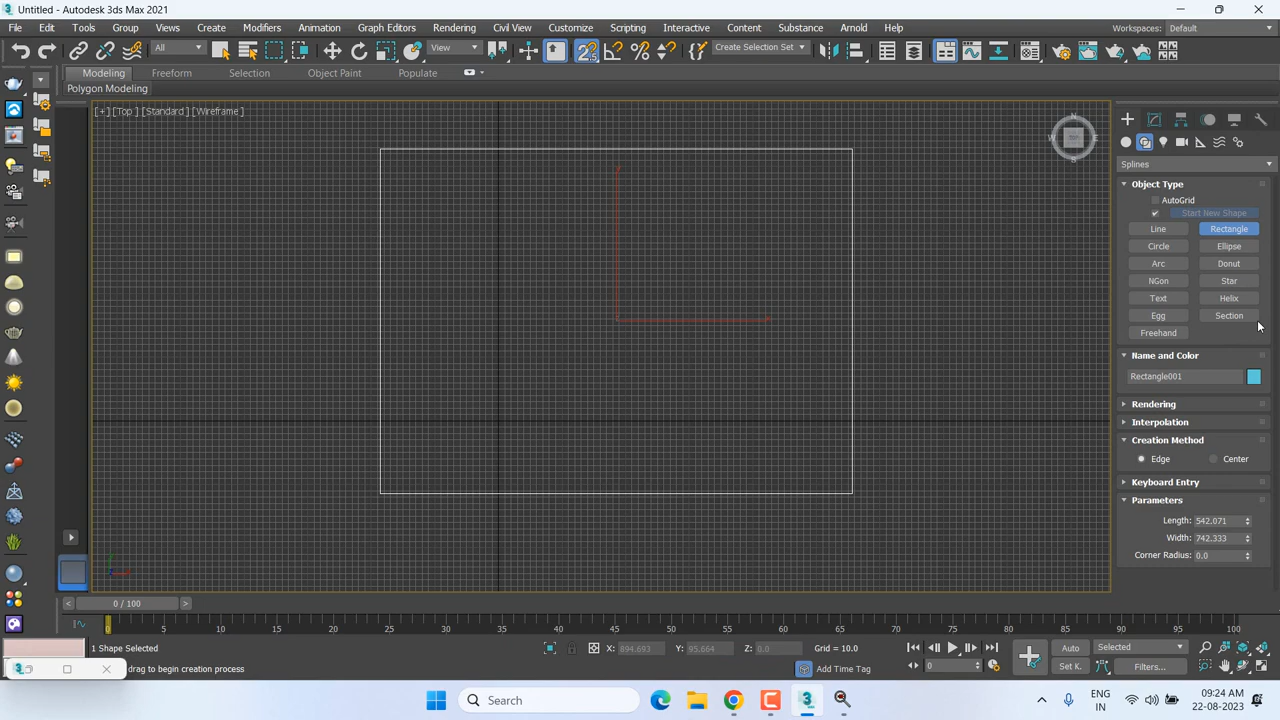 Untitled - Autodesk 3ds Max 2021
File Edit Tools Group Views Create Modifiers Animation Graph Editors Rendering Civil View Customize Scripting Interactive Content Substance Arnold Help
Workspaces: Default
All
View
Create Selection Set
Modeling Freeform Selection Object Paint Populate
Polygon Modeling
[+] [Top ] [Standard ] [Wireframe ]
N
W E
S
Splines
Object Type
AutoGrid
Start New Shape
Line Rectangle
Circle Ellipse
Arc Donut
NGon Star
Text Helix
Egg Section
Freehand
Name and Color
Rectangle001
Rendering
Interpolation
Creation Method
Edge Center
Keyboard Entry
Parameters
Length: 542.071
Width: 742.333
Corner Radius: 0.0
< 0 / 100 >
0 5 10 15 20 25 30 35 40 45 50 55 60 65 70 75 80 85 90 95 100
1 Shape Selected
X: 894.693 Y: 95.664 Z: 0.0 Grid = 10.0
Auto Selected
drag to begin creation process
Add Time Tag
0
Set K. Filters...
Search
ENG
IN
09:24 AM
22-08-2023